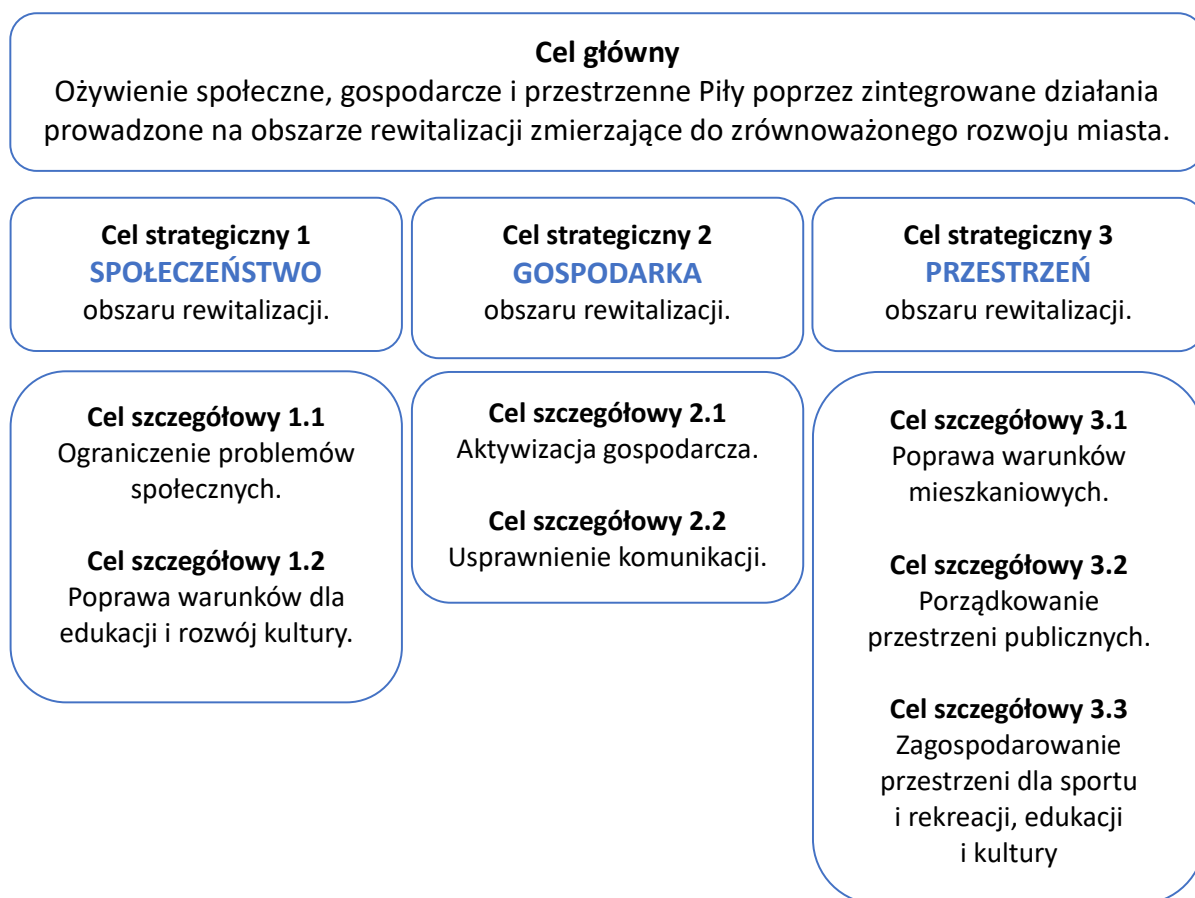 Cel główny
Ożywienie społeczne, gospodarcze i przestrzenne Piły poprzez zintegrowane działania
prowadzone na obszarze rewitalizacji zmierzające do zrównoważonego rozwoju miasta.
Cel strategiczny 1
SPOŁECZEŃSTWO
obszaru rewitalizacji.
Cel strategiczny 2
GOSPODARKA
obszaru rewitalizacji.
Cel strategiczny 3
PRZESTRZEŃ
obszaru rewitalizacji.
Cel szczegółowy 1.1
Ograniczenie problemów
społecznych.
Cel szczegółowy 1.2
Poprawa warunków dla
edukacji i rozwój kultury.
Cel szczegółowy 2.1
Aktywizacja gospodarcza.
Cel szczegółowy 2.2
Usprawnienie komunikacji.
Cel szczegółowy 3.1
Poprawa warunków
mieszkaniowych.
Cel szczegółowy 3.2
Porządkowanie
przestrzeni publicznych.
Cel szczegółowy 3.3
Zagospodarowanie
przestrzeni dla sportu
i rekreacji, edukacji
i kultury